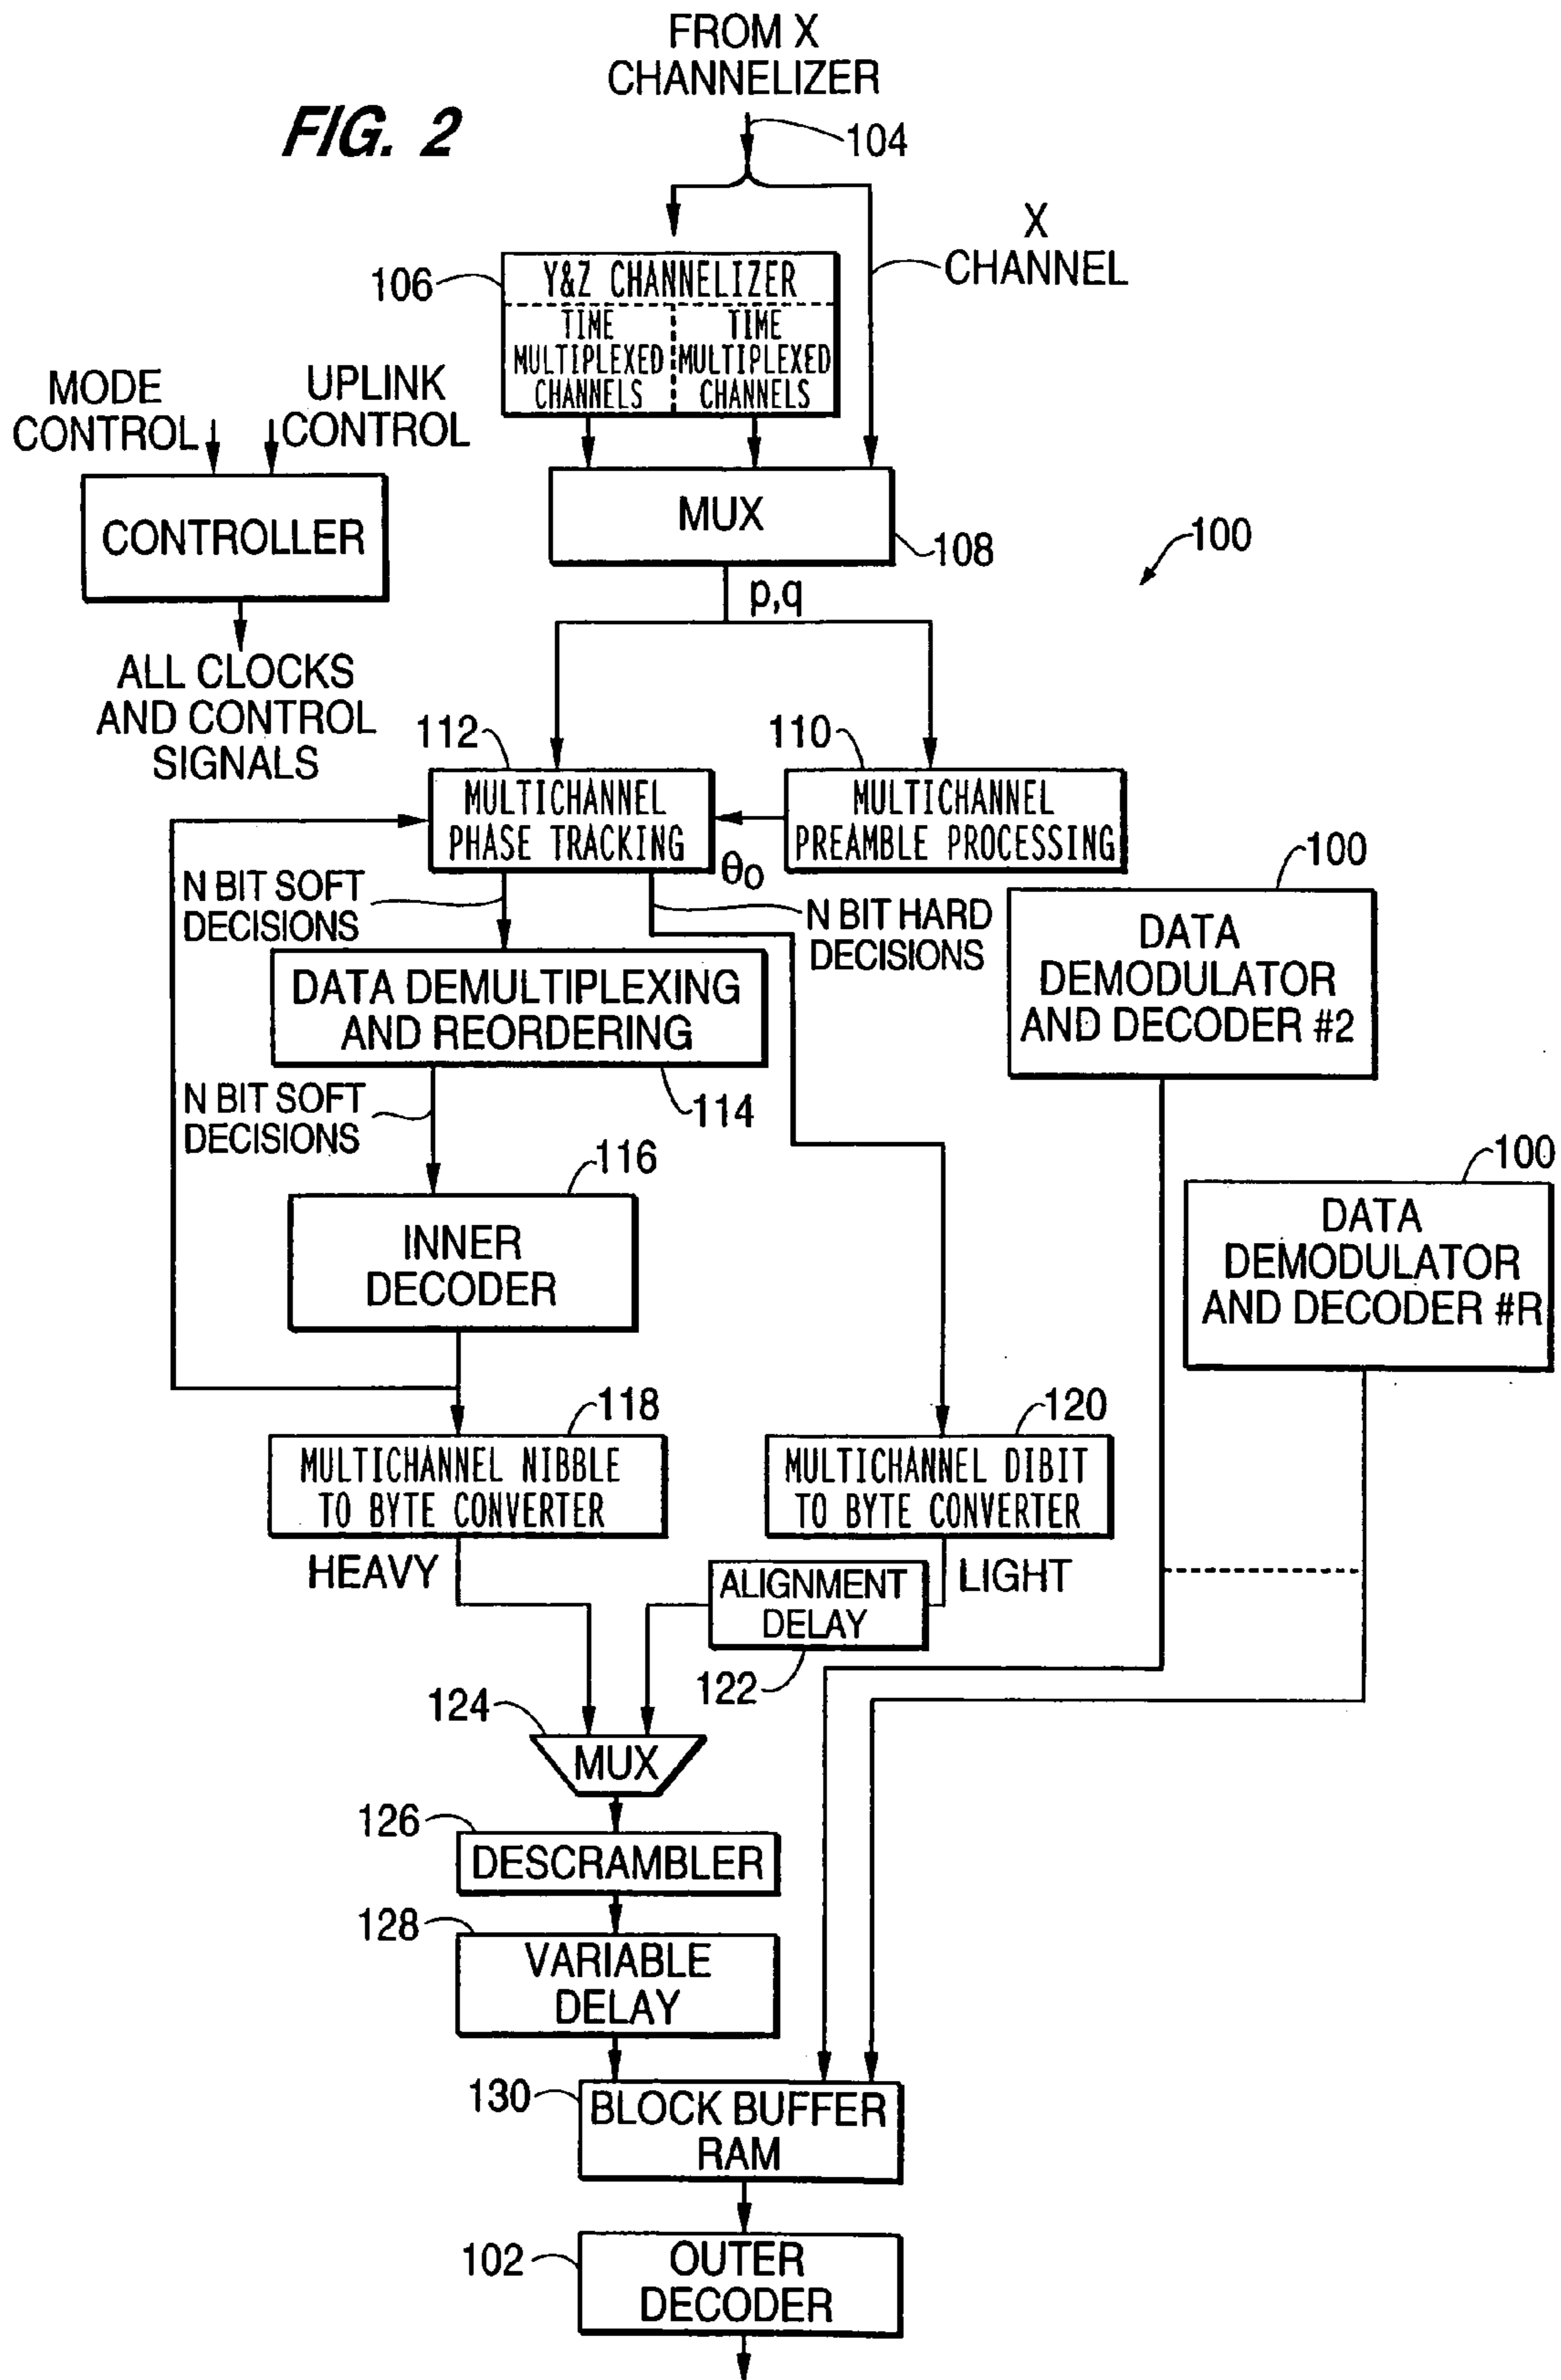 FROM X
CHANNELIZER
FIG. 2
104
X
CHANNEL
106
Y&Z CHANNELIZER
TIME
MULTIPLEXED
CHANNELS
TIME
MULTIPLEXED
CHANNELS
MODE
CONTROL
UPLINK
CONTROL
CONTROLLER
MUX
108
100
p,q
ALL CLOCKS
AND CONTROL
SIGNALS
112
110
MULTICHANNEL
PHASE TRACKING
MULTICHANNEL
PREAMBLE PROCESSING
θ0
N BIT SOFT
DECISIONS
N BIT HARD
DECISIONS
100
DATA
DEMODULATOR
AND DECODER #2
DATA DEMULTIPLEXING
AND REORDERING
114
N BIT SOFT
DECISIONS
116
INNER
DECODER
100
DATA
DEMODULATOR
AND DECODER #R
118
120
MULTICHANNEL NIBBLE
TO BYTE CONVERTER
MULTICHANNEL DIBIT
TO BYTE CONVERTER
HEAVY
LIGHT
ALIGNMENT
DELAY
122
124
MUX
126
DESCRAMBLER
128
VARIABLE
DELAY
130
BLOCK BUFFER
RAM
102
OUTER
DECODER